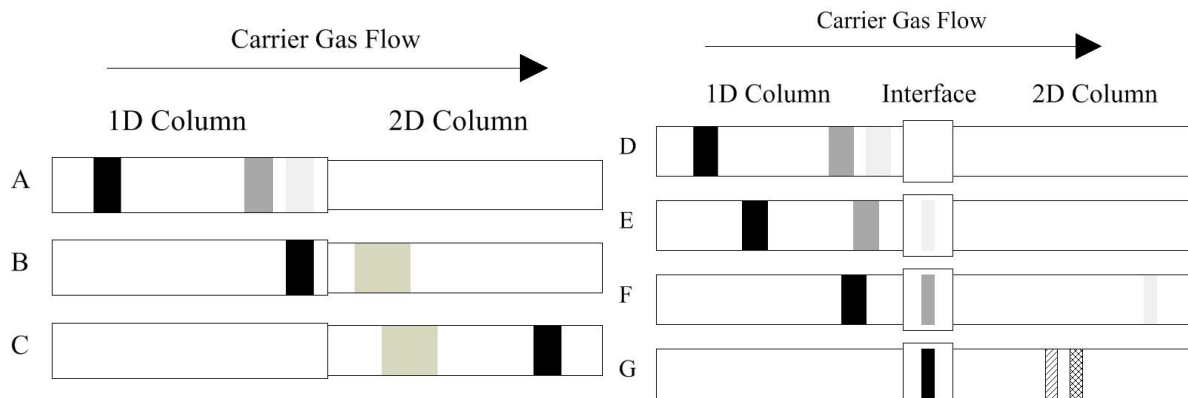 Carrier Gas Flow
1D Column 2D Column
A
B
C
Carrier Gas Flow
1D Column Interface 2D Column
D
E
F
G